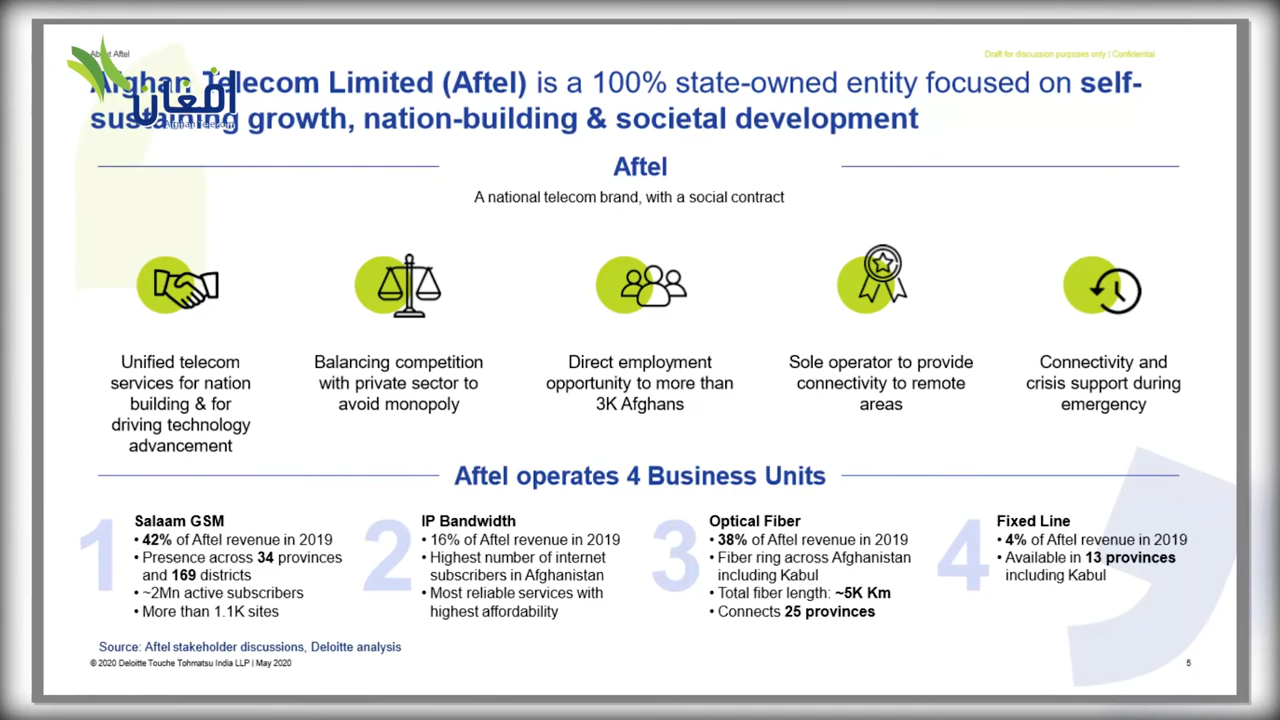 About Aftel
Draft for discussion purposes only | Confidential
Afghan Telecom Limited (Aftel) is a 100% state-owned entity focused on self-
sustaining growth, nation-building & societal development
افغان
Afghan Telecom
Aftel
A national telecom brand, with a social contract
Unified telecom
services for nation
building & for
driving technology
advancement
Balancing competition
with private sector to
avoid monopoly
Direct employment
opportunity to more than
3K Afghans
Sole operator to provide
connectivity to remote
areas
Connectivity and
crisis support during
emergency
Aftel operates 4 Business Units
1
Salaam GSM
• 42% of Aftel revenue in 2019
• Presence across 34 provinces
and 169 districts
• ~2Mn active subscribers
• More than 1.1K sites
2
IP Bandwidth
• 16% of Aftel revenue in 2019
• Highest number of internet
subscribers in Afghanistan
• Most reliable services with
highest affordability
3
Optical Fiber
• 38% of Aftel revenue in 2019
• Fiber ring across Afghanistan
including Kabul
• Total fiber length: ~5K Km
• Connects 25 provinces
4
Fixed Line
• 4% of Aftel revenue in 2019
• Available in 13 provinces
including Kabul
Source: Aftel stakeholder discussions, Deloitte analysis
© 2020 Deloitte Touche Tohmatsu India LLP | May 2020
5